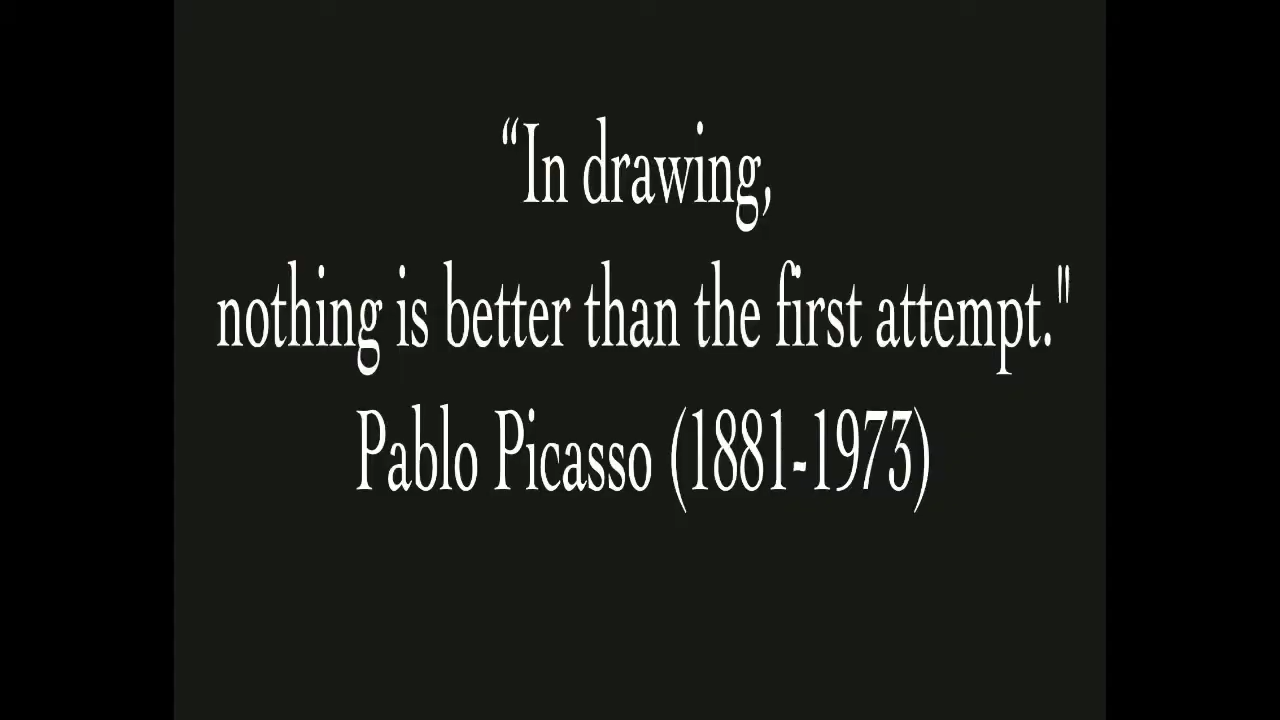 “In drawing,
nothing is better than the first attempt."
Pablo Picasso (1881-1973)